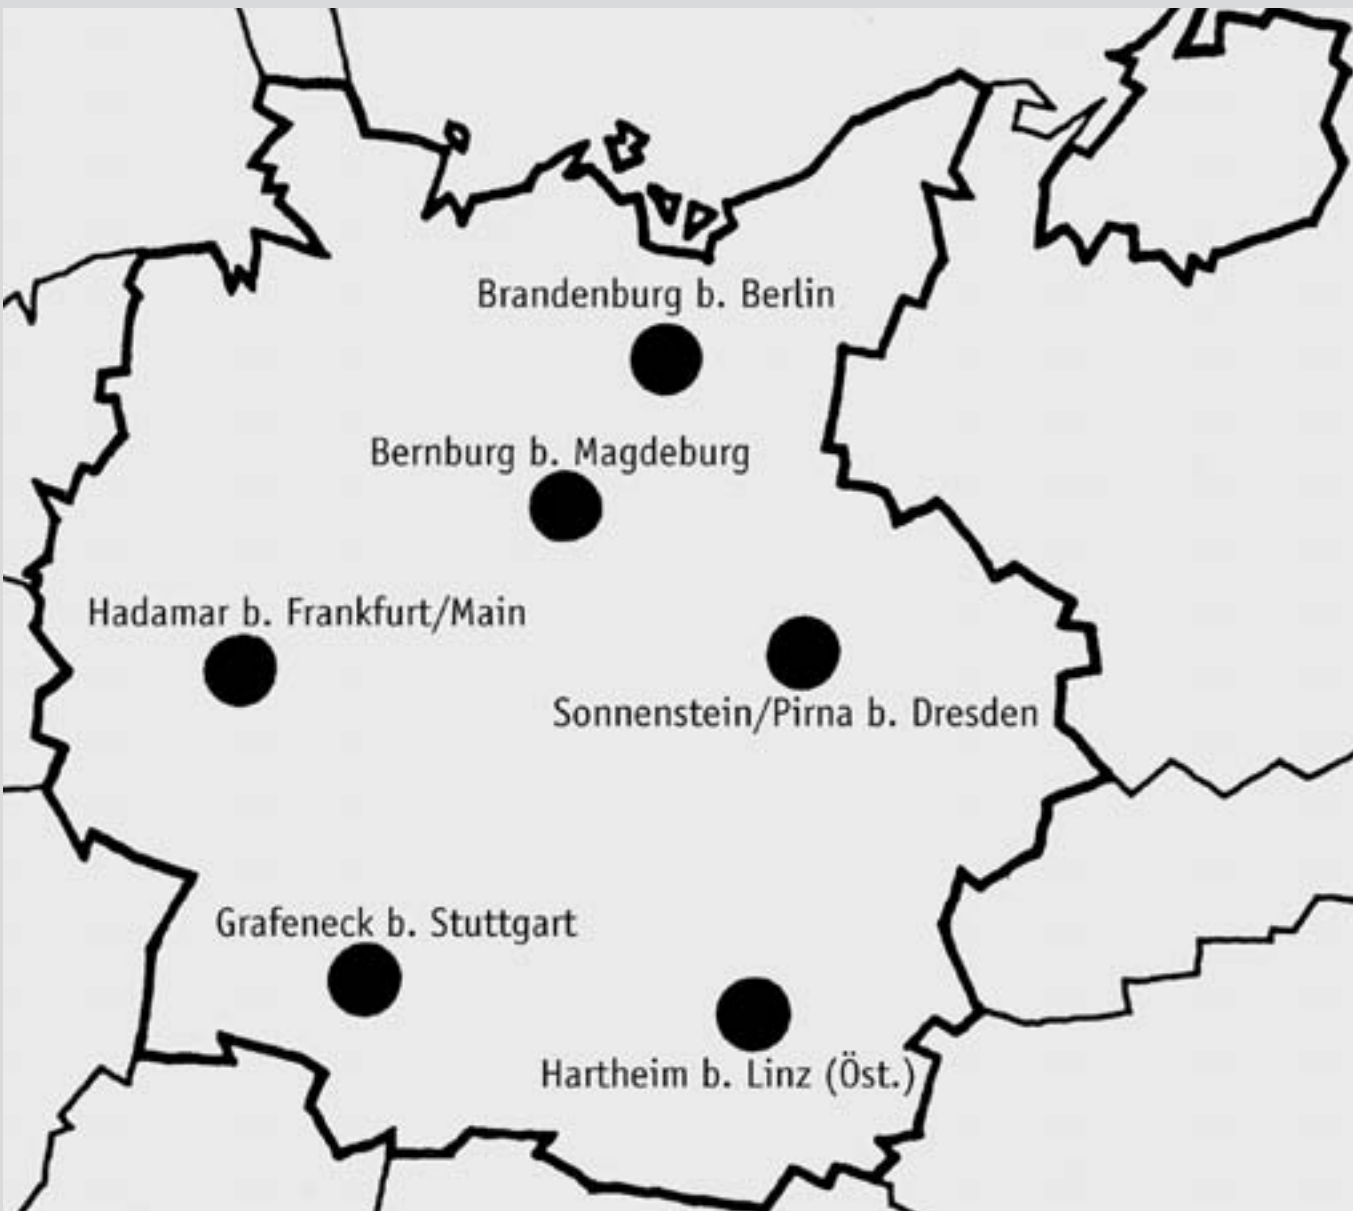 Brandenburg b. Berlin
Bernburg b. Magdeburg
Hadamar b. Frankfurt/Main
Sonnenstein/Pirna b. Dresden
Grafeneck b. Stuttgart
Hartheim b. Linz (Öst.)